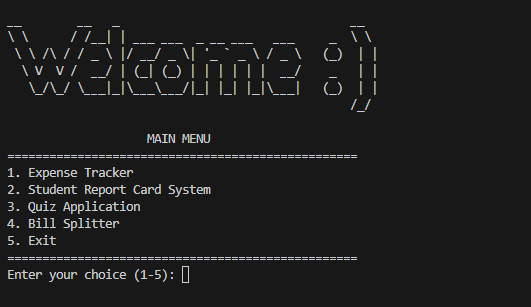 Welcome :)
MAIN MENU
==================================================
1. Expense Tracker
2. Student Report Card System
3. Quiz Application
4. Bill Splitter
5. Exit
==================================================
Enter your choice (1-5):